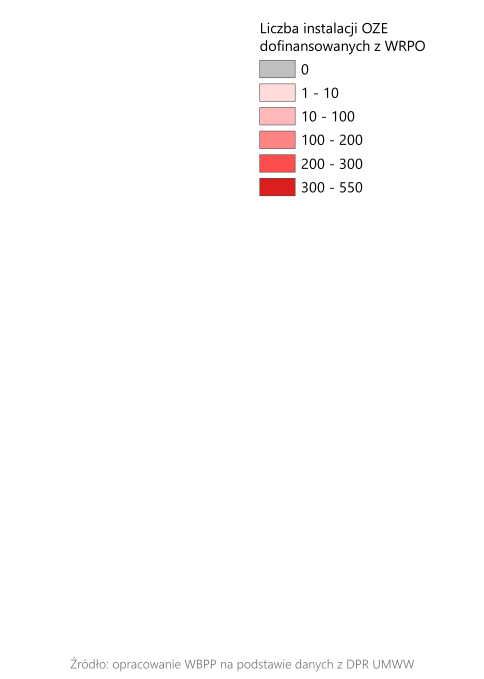 Liczba instalacji OZE
dofinansowanych z WRPO
0
1 - 10
10 - 100
100 - 200
200 - 300
300 - 550
Źródło: opracowanie WBPP na podstawie danych z DPR UMWW